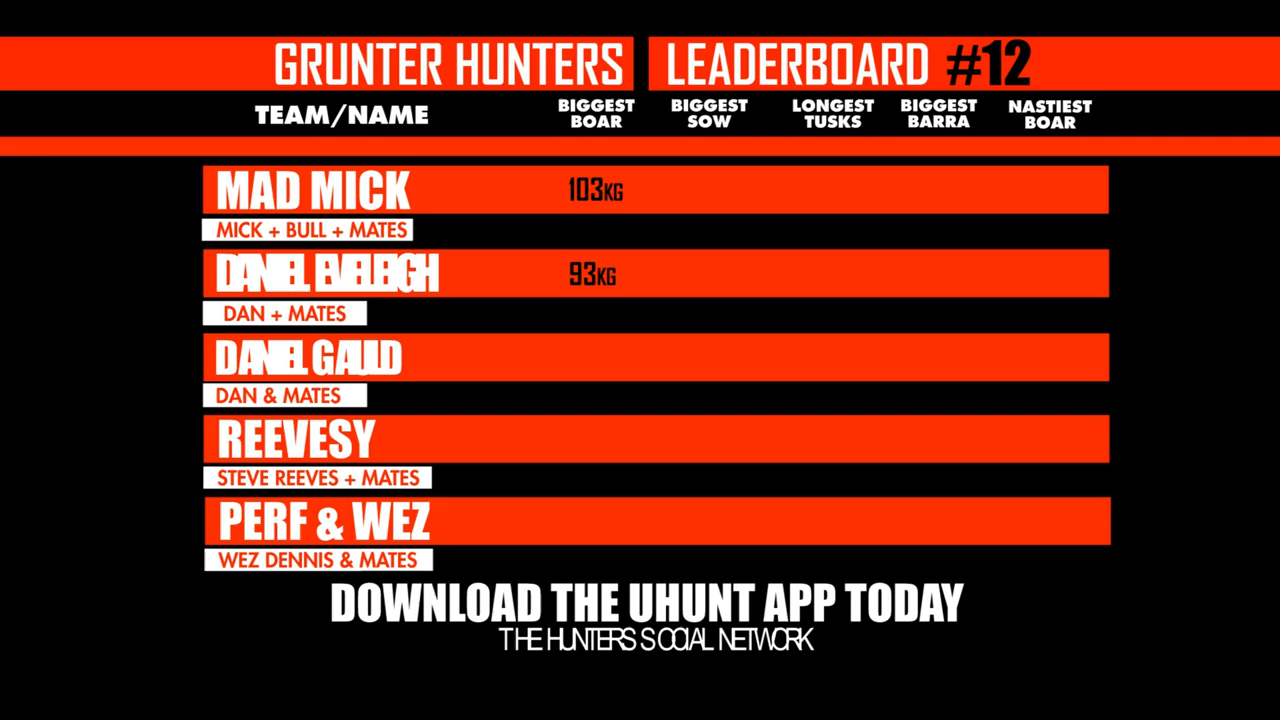 GRUNTER HUNTERS LEADERBOARD #12
TEAM/NAME BIGGEST BOAR BIGGEST SOW LONGEST TUSKS BIGGEST BARRA NASTIEST BOAR
MAD MICK 103KG
MICK + BULL + MATES
DANIEL EVELEIGH 93KG
DAN + MATES
DANIEL GAULD
DAN & MATES
REEVESY
STEVE REEVES + MATES
PERF & WEZ
WEZ DENNIS & MATES
DOWNLOAD THE UHUNT APP TODAY
THE HUNTERS SOCIAL NETWORK